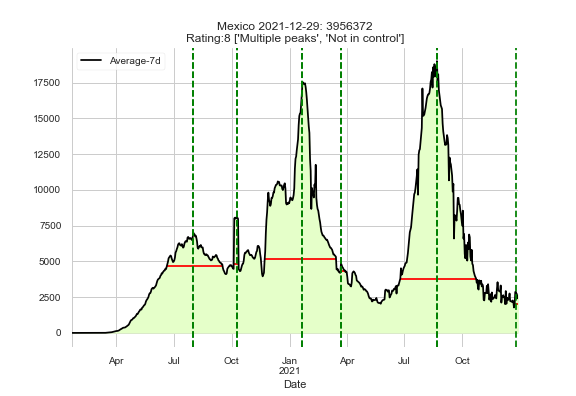 Mexico 2021-12-29: 3956372
Rating:8 ['Multiple peaks', 'Not in control']
Average-7d
17500
15000
12500
10000
7500
5000
2500
0
Apr Jul Oct Jan Apr Jul Oct
2021
Date